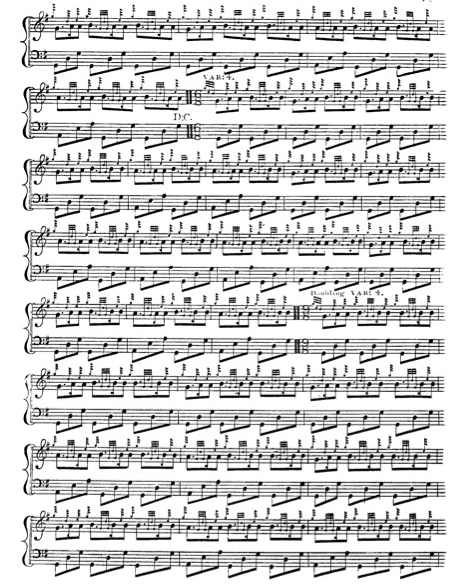 VAR: 4.
D:C.
Doubling VAR: 4.